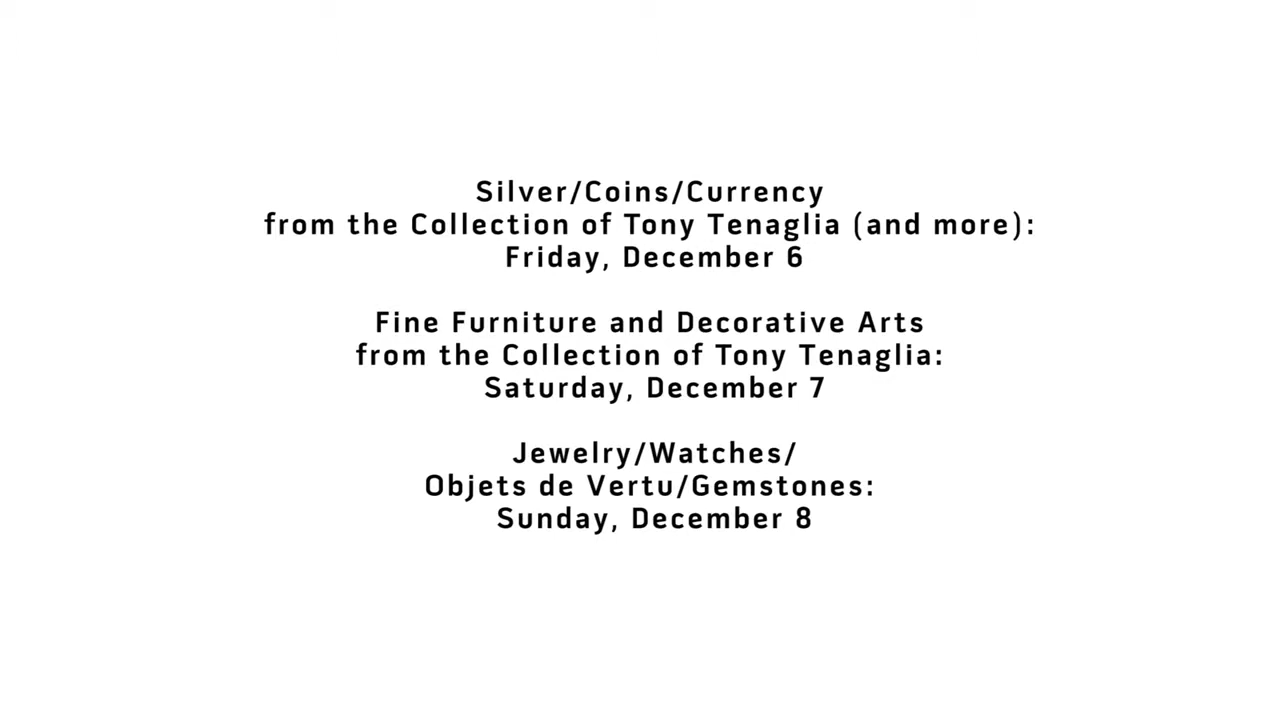 Silver/Coins/Currency
from the Collection of Tony Tenaglia (and more):
Friday, December 6
Fine Furniture and Decorative Arts
from the Collection of Tony Tenaglia:
Saturday, December 7
Jewelry/Watches/
Objets de Vertu/Gemstones:
Sunday, December 8